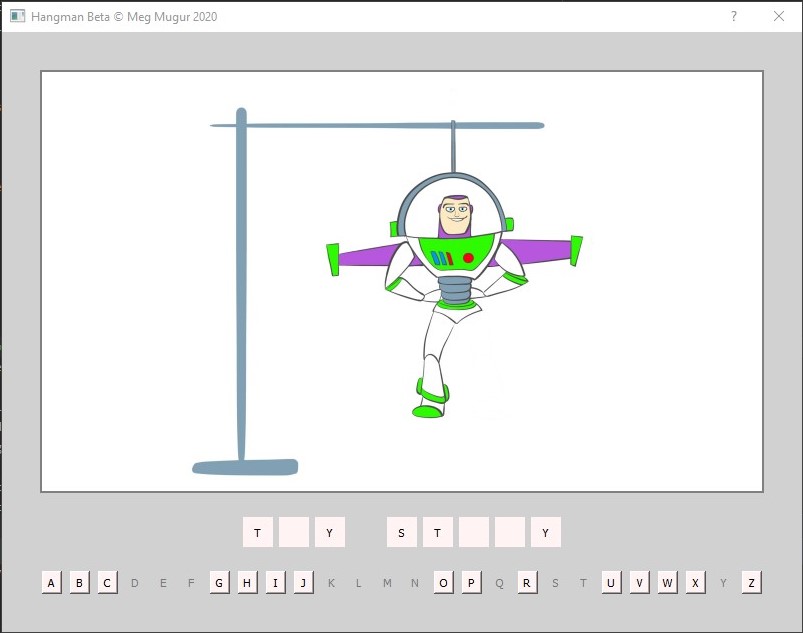 Hangman Beta © Meg Mugur 2020 ?
T Y S T Y
A B C D E F G H I J K L M N O P Q R S T U V W X Y Z